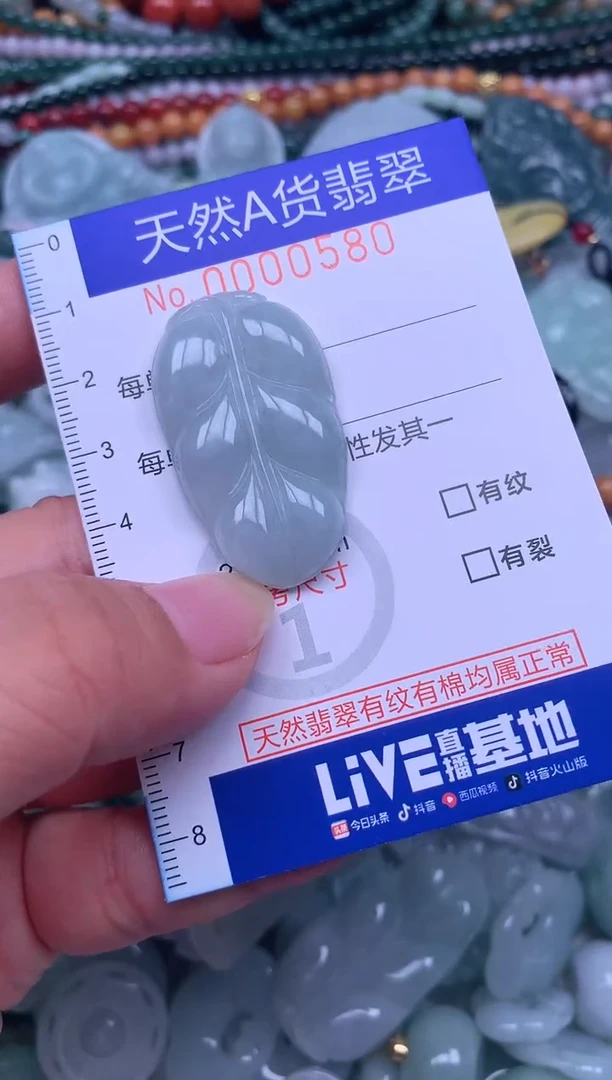 天然A货翡翠
No.0000580
0
1
每
2
每 性发其一
3
有纹
4
有裂
寸
1
天然翡翠有纹有棉均属正常
7
LiVE直播基地
头条 今日头条 抖音 西瓜视频 抖音火山版
8